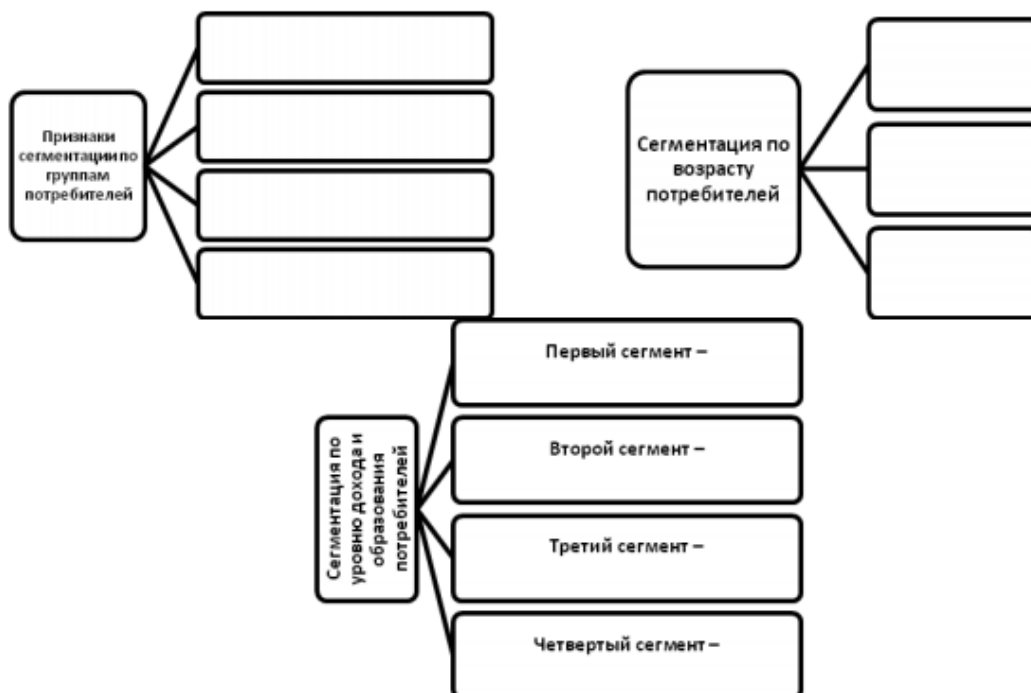 Признаки
сегментации по
группам
потребителей
Сегментация по
возрасту
потребителей
Первый сегмент –
Второй сегмент –
Третий сегмент –
Четвертый сегмент –
Сегментация по
уровню дохода и
образования
потребителей